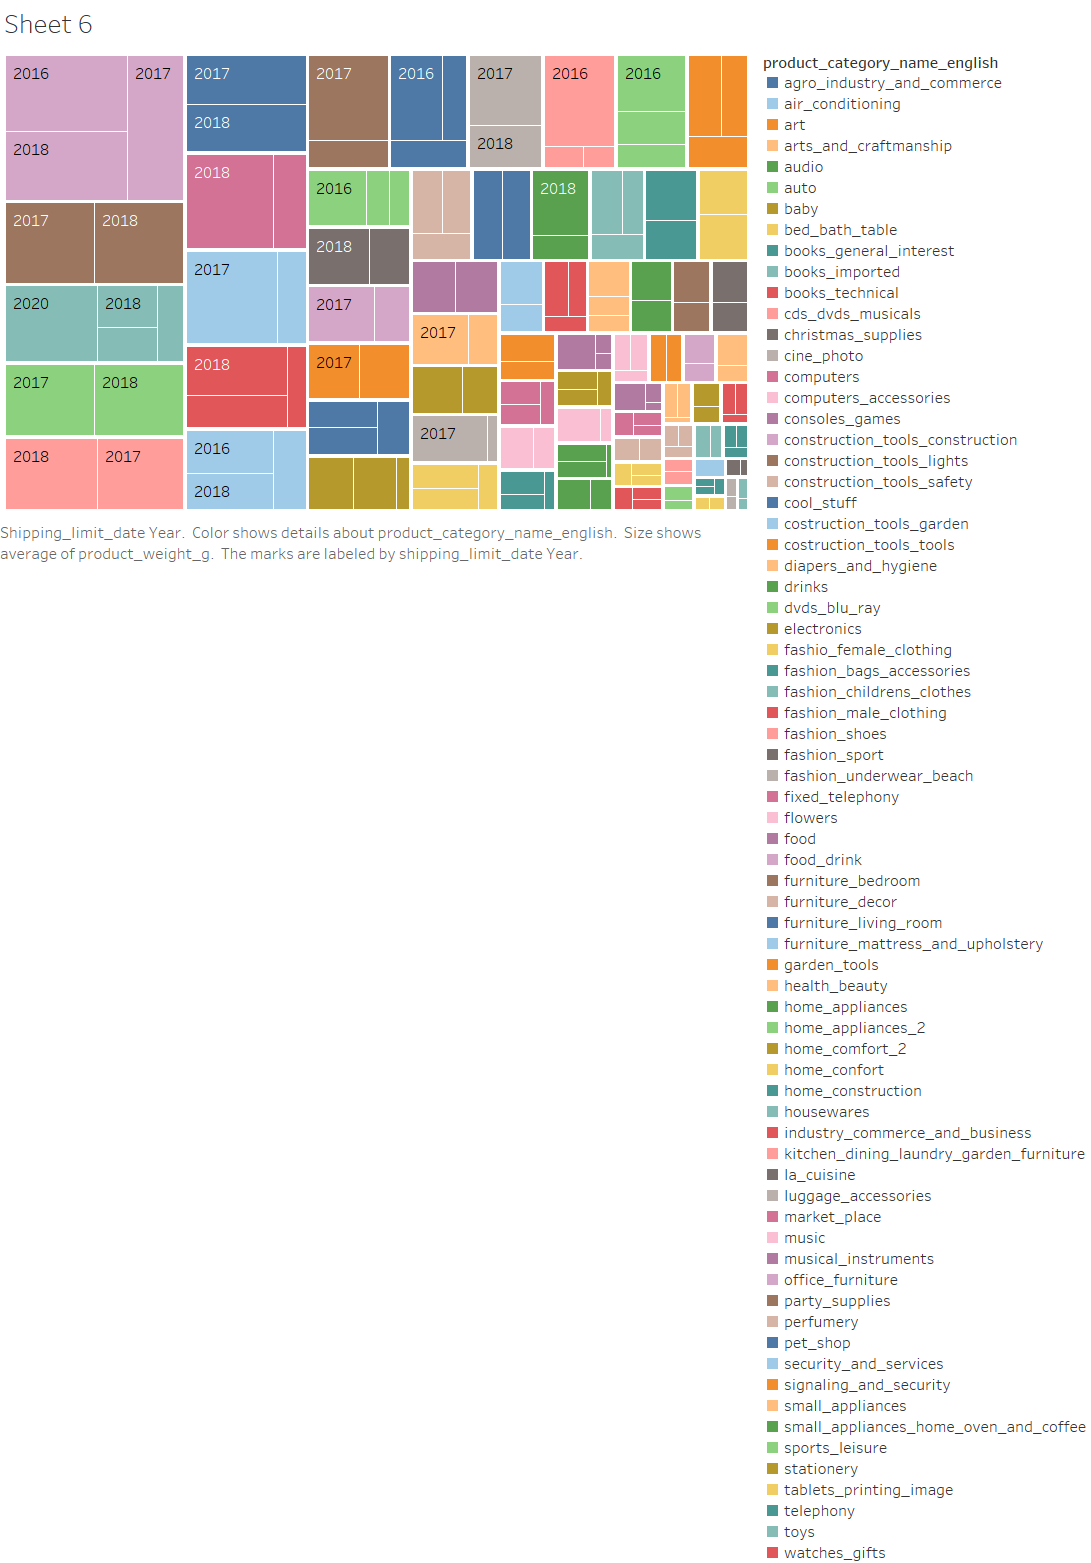 Sheet 6
2016 2017 2017 2017 2016 2017 2016 2016
2018 2018 2018
2018 2016 2018
2017 2018 2018
2017 2017
2020 2018 2017
2018 2017
2017 2018
2016 2017
2018 2017
2018
Shipping_limit_date Year.  Color shows details about product_category_name_english.  Size shows
average of product_weight_g.  The marks are labeled by shipping_limit_date Year.
product_category_name_english
agro_industry_and_commerce
air_conditioning
art
arts_and_craftmanship
audio
auto
baby
bed_bath_table
books_general_interest
books_imported
books_technical
cds_dvds_musicals
christmas_supplies
cine_photo
computers
computers_accessories
consoles_games
construction_tools_construction
construction_tools_lights
construction_tools_safety
cool_stuff
costruction_tools_garden
costruction_tools_tools
diapers_and_hygiene
drinks
dvds_blu_ray
electronics
fashio_female_clothing
fashion_bags_accessories
fashion_childrens_clothes
fashion_male_clothing
fashion_shoes
fashion_sport
fashion_underwear_beach
fixed_telephony
flowers
food
food_drink
furniture_bedroom
furniture_decor
furniture_living_room
furniture_mattress_and_upholstery
garden_tools
health_beauty
home_appliances
home_appliances_2
home_comfort_2
home_confort
home_construction
housewares
industry_commerce_and_business
kitchen_dining_laundry_garden_furniture
la_cuisine
luggage_accessories
market_place
music
musical_instruments
office_furniture
party_supplies
perfumery
pet_shop
security_and_services
signaling_and_security
small_appliances
small_appliances_home_oven_and_coffee
sports_leisure
stationery
tablets_printing_image
telephony
toys
watches_gifts